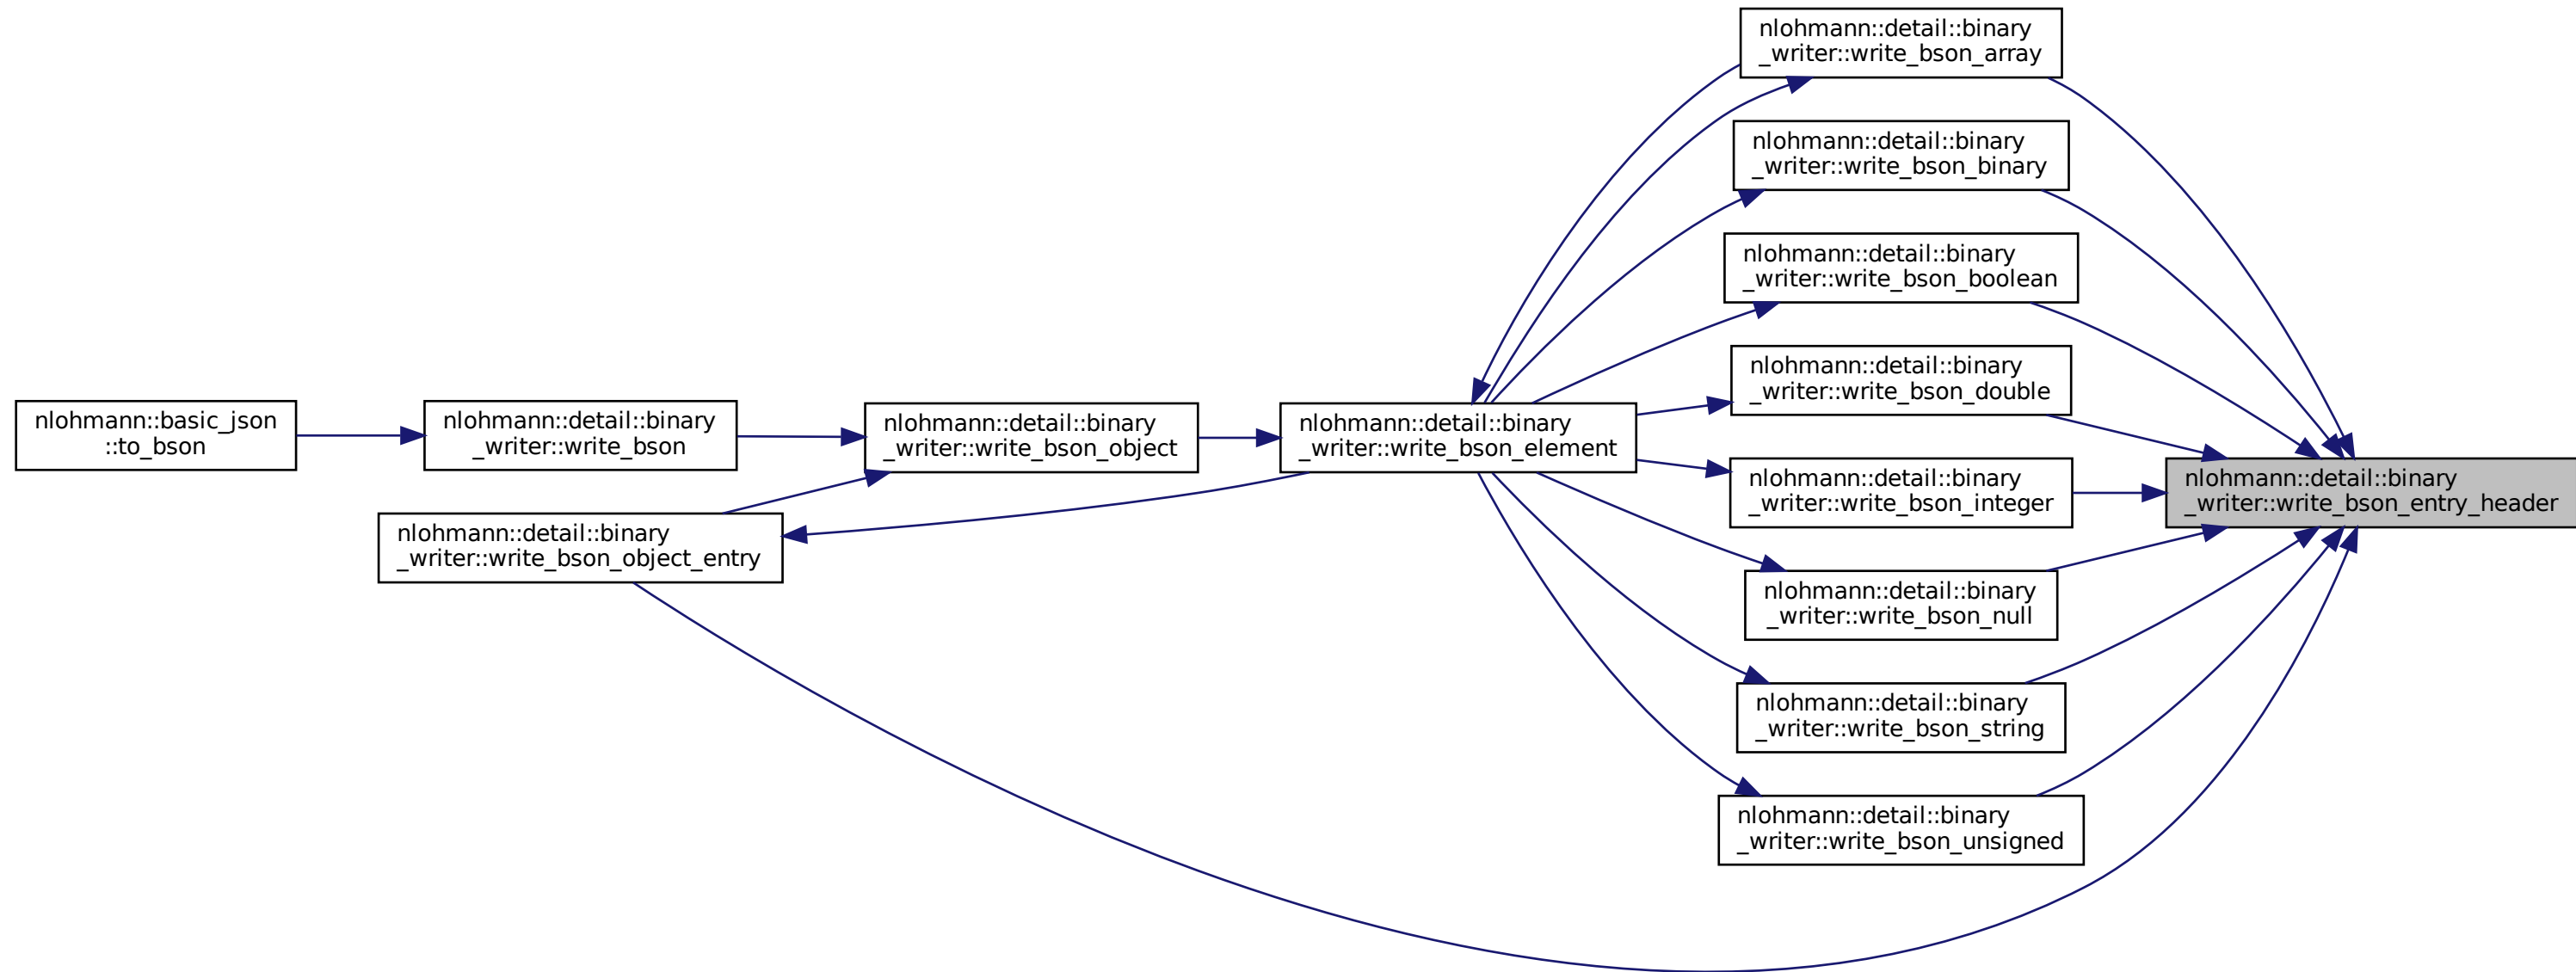 nlohmann::detail::binary
_writer::write_bson_array
nlohmann::detail::binary
_writer::write_bson_binary
nlohmann::detail::binary
_writer::write_bson_boolean
nlohmann::detail::binary
_writer::write_bson_double
nlohmann::basic_json
::to_bson
nlohmann::detail::binary
_writer::write_bson
nlohmann::detail::binary
_writer::write_bson_object
nlohmann::detail::binary
_writer::write_bson_element
nlohmann::detail::binary
_writer::write_bson_integer
nlohmann::detail::binary
_writer::write_bson_entry_header
nlohmann::detail::binary
_writer::write_bson_object_entry
nlohmann::detail::binary
_writer::write_bson_null
nlohmann::detail::binary
_writer::write_bson_string
nlohmann::detail::binary
_writer::write_bson_unsigned